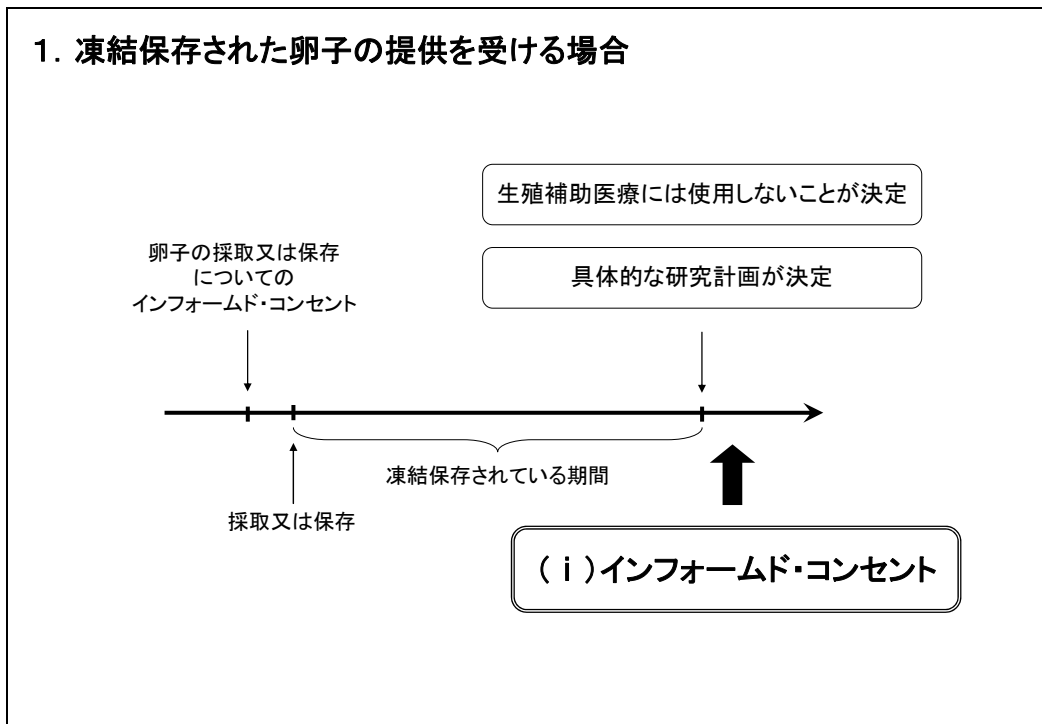 １．凍結保存された卵子の提供を受ける場合
生殖補助医療には使用しないことが決定
卵子の採取又は保存
についての
インフォームド・コンセント
具体的な研究計画が決定
凍結保存されている期間
採取又は保存
（ｉ）インフォームド・コンセント